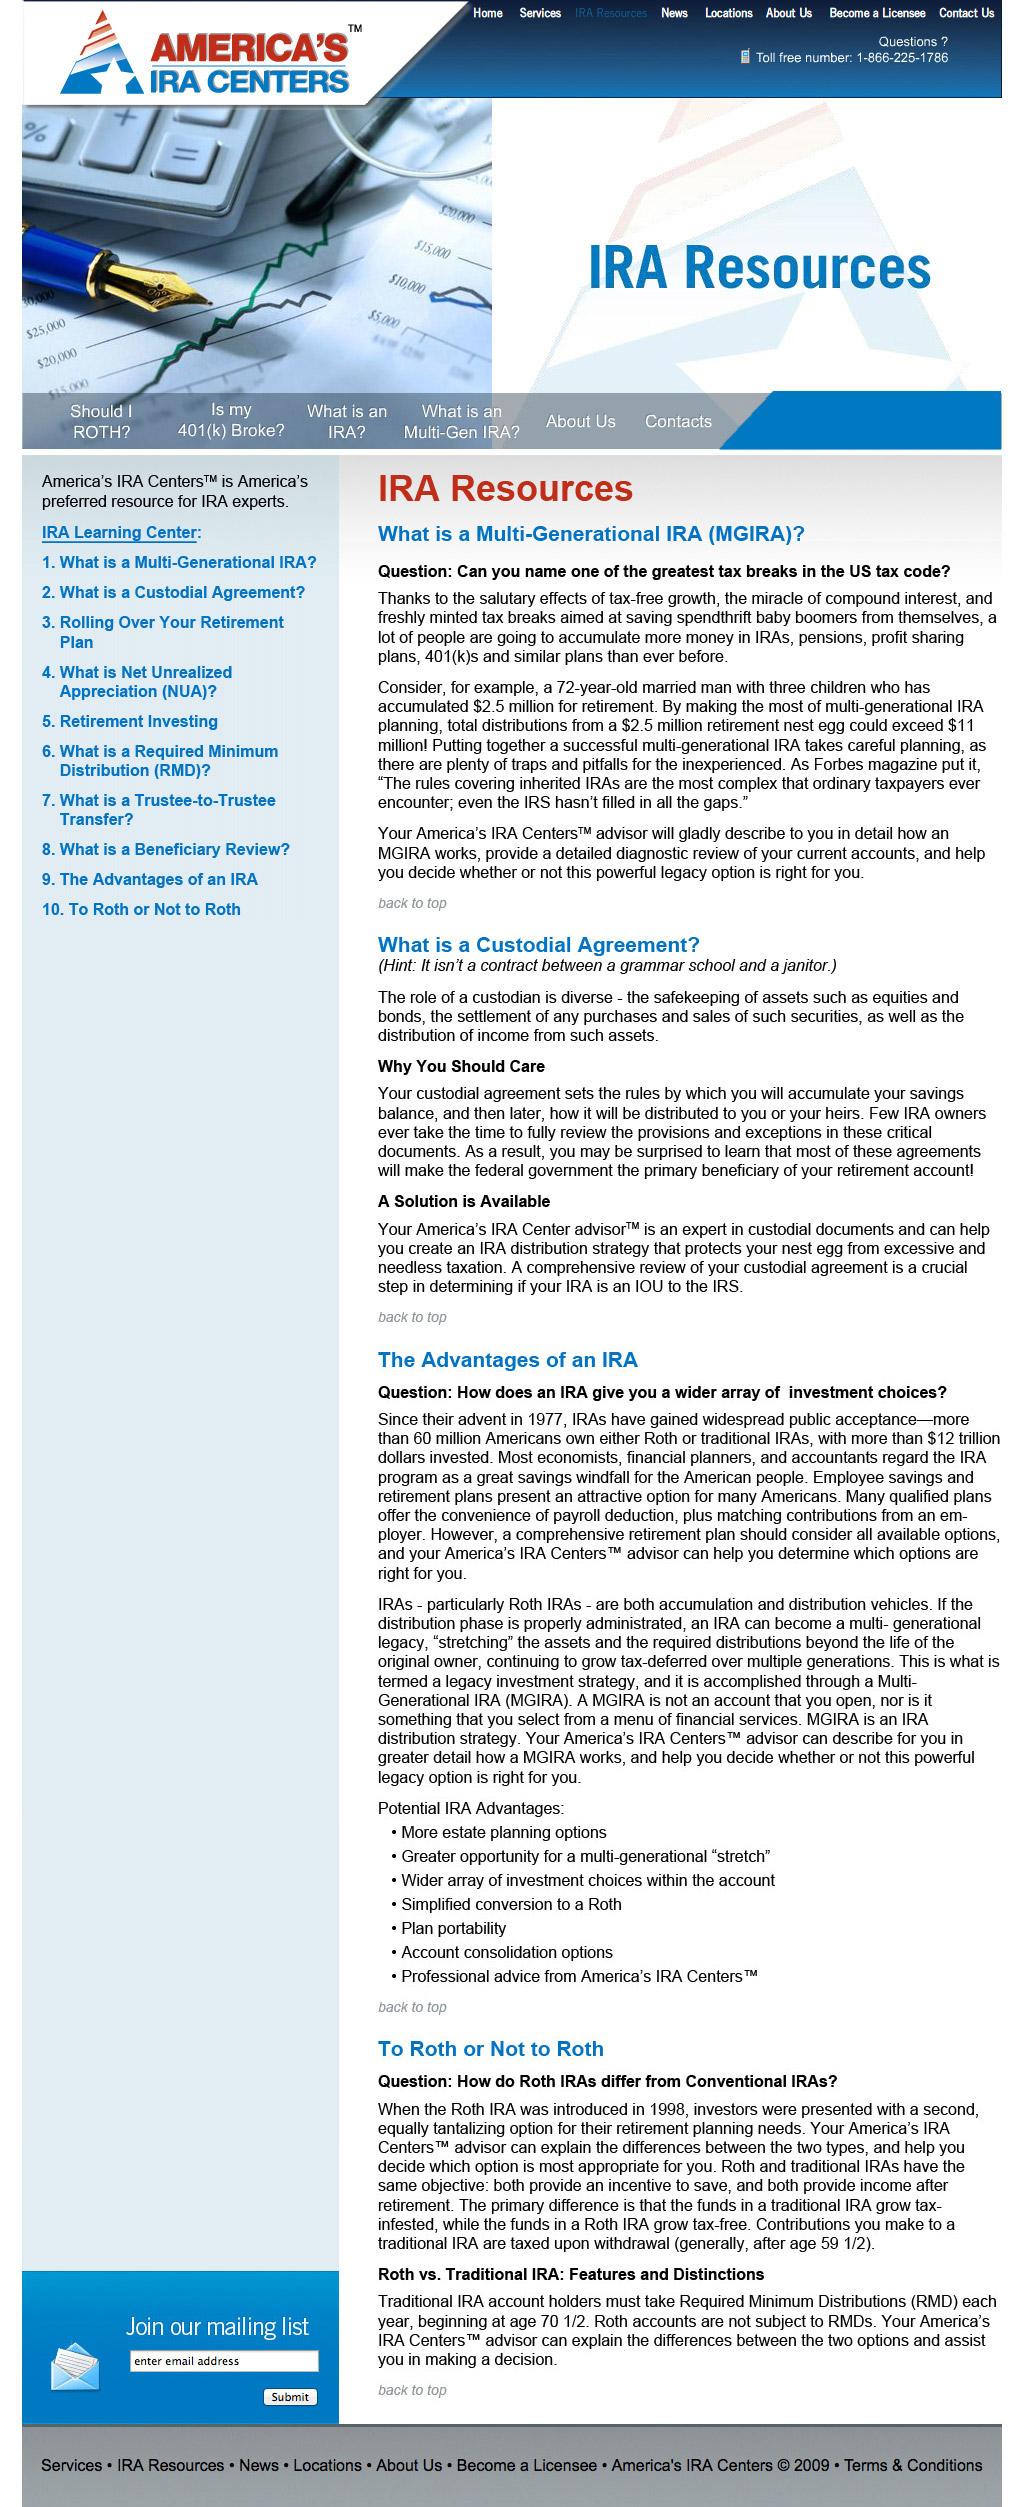 Home Services IRA Resources News Locations About Us Become a Licensee Contact Us
AMERICA'S™
IRA CENTERS
Questions ?
Toll free number: 1-866-225-1786
%
+
=
$20,000
$15,000
$10,000
$5,000
30,000
$25,000
$20,000
$15,000
IRA Resources
Should I
ROTH?
Is my
401(k) Broke?
What is an
IRA?
What is an
Multi-Gen IRA?
About Us
Contacts
America’s IRA Centers™ is America’s
preferred resource for IRA experts.
IRA Learning Center:
1. What is a Multi-Generational IRA?
2. What is a Custodial Agreement?
3. Rolling Over Your Retirement
Plan
4. What is Net Unrealized
Appreciation (NUA)?
5. Retirement Investing
6. What is a Required Minimum
Distribution (RMD)?
7. What is a Trustee-to-Trustee
Transfer?
8. What is a Beneficiary Review?
9. The Advantages of an IRA
10. To Roth or Not to Roth
IRA Resources
What is a Multi-Generational IRA (MGIRA)?
Question: Can you name one of the greatest tax breaks in the US tax code?
Thanks to the salutary effects of tax-free growth, the miracle of compound interest, and
freshly minted tax breaks aimed at saving spendthrift baby boomers from themselves, a
lot of people are going to accumulate more money in IRAs, pensions, profit sharing
plans, 401(k)s and similar plans than ever before.
Consider, for example, a 72-year-old married man with three children who has
accumulated $2.5 million for retirement. By making the most of multi-generational IRA
planning, total distributions from a $2.5 million retirement nest egg could exceed $11
million! Putting together a successful multi-generational IRA takes careful planning, as
there are plenty of traps and pitfalls for the inexperienced. As Forbes magazine put it,
“The rules covering inherited IRAs are the most complex that ordinary taxpayers ever
encounter; even the IRS hasn’t filled in all the gaps.”
Your America’s IRA Centers™ advisor will gladly describe to you in detail how an
MGIRA works, provide a detailed diagnostic review of your current accounts, and help
you decide whether or not this powerful legacy option is right for you.
back to top
What is a Custodial Agreement?
(Hint: It isn’t a contract between a grammar school and a janitor.)
The role of a custodian is diverse - the safekeeping of assets such as equities and
bonds, the settlement of any purchases and sales of such securities, as well as the
distribution of income from such assets.
Why You Should Care
Your custodial agreement sets the rules by which you will accumulate your savings
balance, and then later, how it will be distributed to you or your heirs. Few IRA owners
ever take the time to fully review the provisions and exceptions in these critical
documents. As a result, you may be surprised to learn that most of these agreements
will make the federal government the primary beneficiary of your retirement account!
A Solution is Available
Your America’s IRA Center advisor™ is an expert in custodial documents and can help
you create an IRA distribution strategy that protects your nest egg from excessive and
needless taxation. A comprehensive review of your custodial agreement is a crucial
step in determining if your IRA is an IOU to the IRS.
back to top
The Advantages of an IRA
Question: How does an IRA give you a wider array of  investment choices?
Since their advent in 1977, IRAs have gained widespread public acceptance—more
than 60 million Americans own either Roth or traditional IRAs, with more than $12 trillion
dollars invested. Most economists, financial planners, and accountants regard the IRA
program as a great savings windfall for the American people. Employee savings and
retirement plans present an attractive option for many Americans. Many qualified plans
offer the convenience of payroll deduction, plus matching contributions from an em-
ployer. However, a comprehensive retirement plan should consider all available options,
and your America’s IRA Centers™ advisor can help you determine which options are
right for you.
IRAs - particularly Roth IRAs - are both accumulation and distribution vehicles. If the
distribution phase is properly administrated, an IRA can become a multi- generational
legacy, “stretching” the assets and the required distributions beyond the life of the
original owner, continuing to grow tax-deferred over multiple generations. This is what is
termed a legacy investment strategy, and it is accomplished through a Multi-
Generational IRA (MGIRA). A MGIRA is not an account that you open, nor is it
something that you select from a menu of financial services. MGIRA is an IRA
distribution strategy. Your America’s IRA Centers™ advisor can describe for you in
greater detail how a MGIRA works, and help you decide whether or not this powerful
legacy option is right for you.
Potential IRA Advantages:
• More estate planning options
• Greater opportunity for a multi-generational “stretch”
• Wider array of investment choices within the account
• Simplified conversion to a Roth
• Plan portability
• Account consolidation options
• Professional advice from America’s IRA Centers™
back to top
To Roth or Not to Roth
Question: How do Roth IRAs differ from Conventional IRAs?
When the Roth IRA was introduced in 1998, investors were presented with a second,
equally tantalizing option for their retirement planning needs. Your America’s IRA
Centers™ advisor can explain the differences between the two types, and help you
decide which option is most appropriate for you. Roth and traditional IRAs have the
same objective: both provide an incentive to save, and both provide income after
retirement. The primary difference is that the funds in a traditional IRA grow tax-
infested, while the funds in a Roth IRA grow tax-free. Contributions you make to a
traditional IRA are taxed upon withdrawal (generally, after age 59 1/2).
Roth vs. Traditional IRA: Features and Distinctions
Traditional IRA account holders must take Required Minimum Distributions (RMD) each
year, beginning at age 70 1/2. Roth accounts are not subject to RMDs. Your America’s
IRA Centers™ advisor can explain the differences between the two options and assist
you in making a decision.
back to top
Join our mailing list
enter email address
Submit
Services • IRA Resources • News • Locations • About Us • Become a Licensee • America's IRA Centers © 2009 • Terms & Conditions